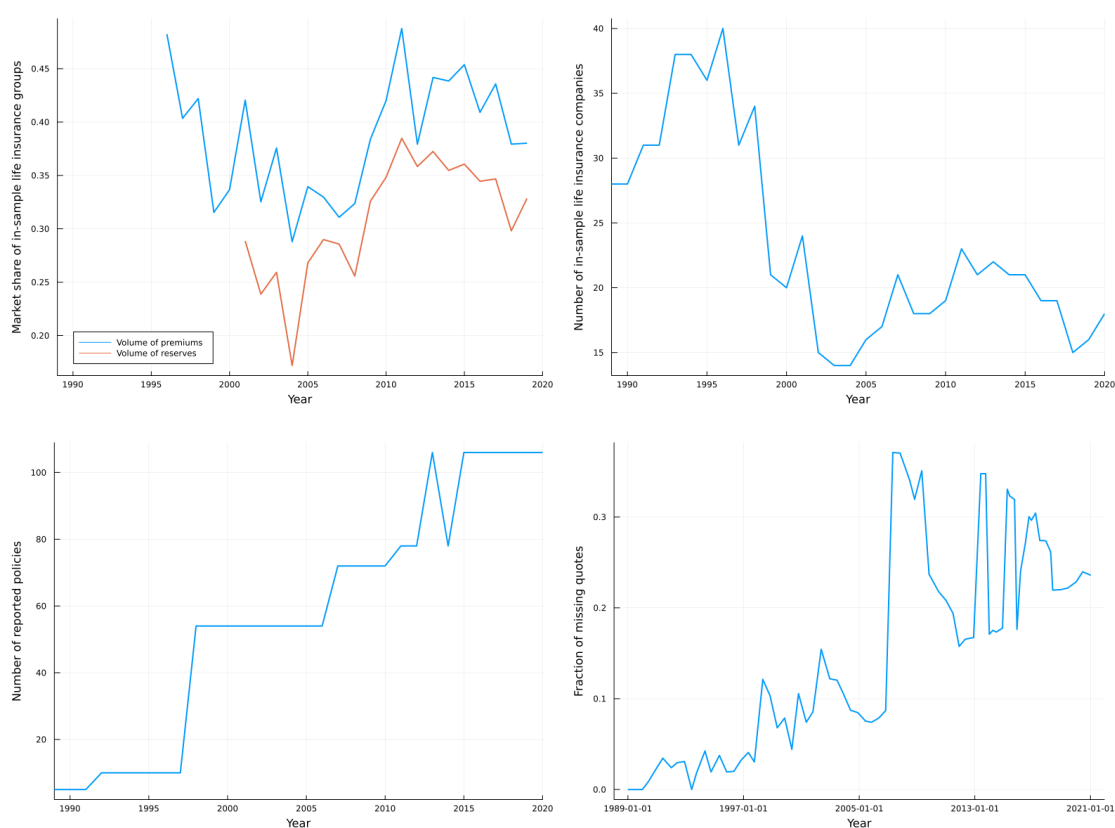 Market share of in-sample life insurance groups
0.45
0.40
0.35
0.30
0.25
0.20
Volume of premiums
Volume of reserves
1990 1995 2000 2005 2010 2015 2020
Year
Number of in-sample life insurance companies
40
35
30
25
20
15
1990 1995 2000 2005 2010 2015 2020
Year
Number of reported policies
100
80
60
40
20
1990 1995 2000 2005 2010 2015 2020
Year
Fraction of missing quotes
0.3
0.2
0.1
0.0
1989-01-01 1997-01-01 2005-01-01 2013-01-01 2021-01-01
Year